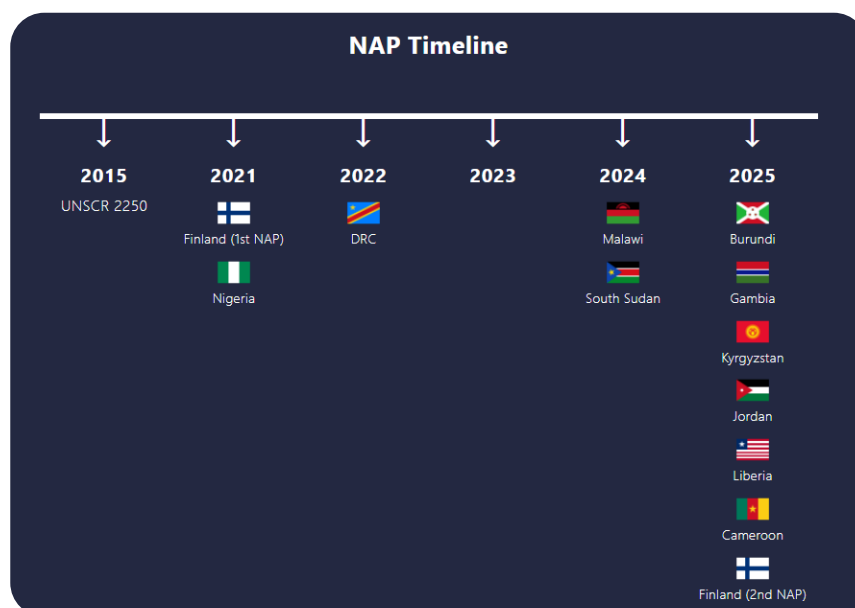 NAP Timeline
2015
UNSCR 2250
2021
Finland (1st NAP)
Nigeria
2022
DRC
2023
2024
Malawi
South Sudan
2025
Burundi
Gambia
Kyrgyzstan
Jordan
Liberia
Cameroon
Finland (2nd NAP)